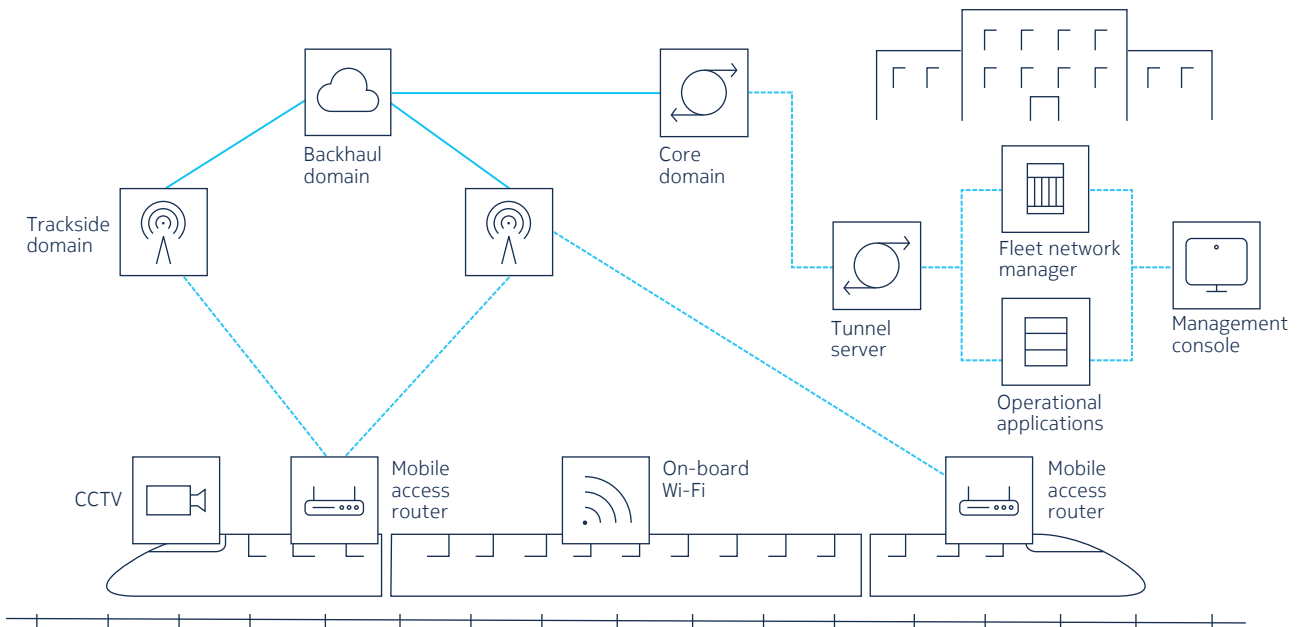 Backhaul
domain
Core
domain
Trackside
domain
Fleet network
manager
Tunnel
server
Management
console
Operational
applications
CCTV
Mobile
access
router
On-board
Wi-Fi
Mobile
access
router